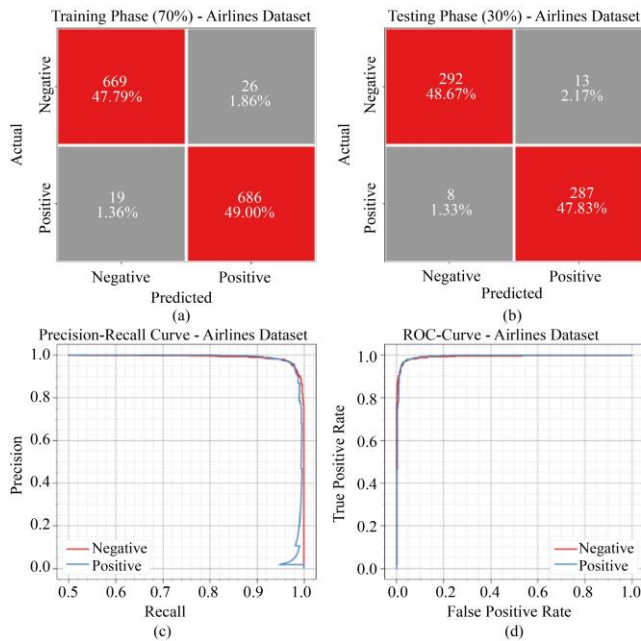 Training Phase (70%) - Airlines Dataset
Negative
669
47.79%
26
1.86%
Actual
Positive
19
1.36%
686
49.00%
Negative
Positive
Predicted
(a)
Testing Phase (30%) - Airlines Dataset
Negative
292
48.67%
13
2.17%
Actual
Positive
8
1.33%
287
47.83%
Negative
Positive
Predicted
(b)
Precision-Recall Curve - Airlines Dataset
1.0
0.8
0.6
0.4
0.2
0.0
Precision
Negative
Positive
0.5 0.6 0.7 0.8 0.9 1.0
Recall
(c)
ROC-Curve - Airlines Dataset
1.0
0.8
0.6
0.4
0.2
0.0
True Positive Rate
Negative
Positive
0.0 0.2 0.4 0.6 0.8 1.0
False Positive Rate
(d)